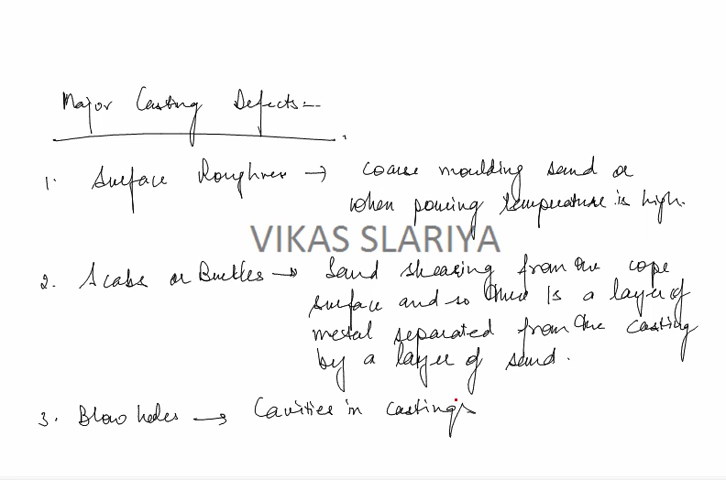 Major Casting Defects:-
1. Surface Roughness → coarse moulding sand or
when pouring temperature is high.
VIKAS SLARIYA
2. Scabs or Buckles → Sand shearing from the cope
surface and so there is a layer of
metal separated from the casting
by a layer of sand.
3. Blow holes → Cavities in castings